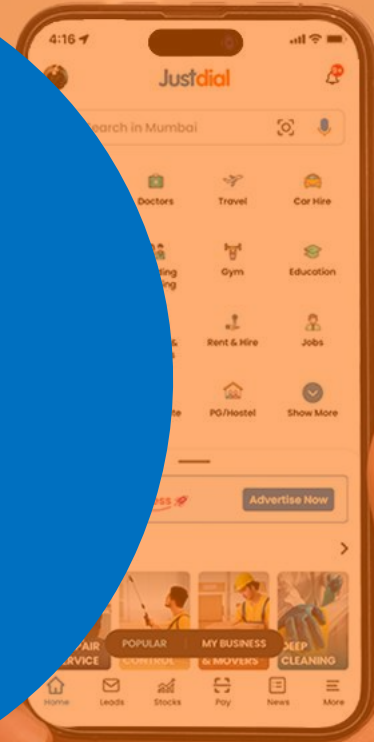 4:16
Justdial
Search in Mumbai
Doctors Travel Car Hire
Gym Education
Rent & Hire Jobs
PG/Hostel Show More
Advertise Now
POPULAR MY BUSINESS
CONTROL & MOVERS DEEP CLEANING
Home Leads Stocks Pay News More